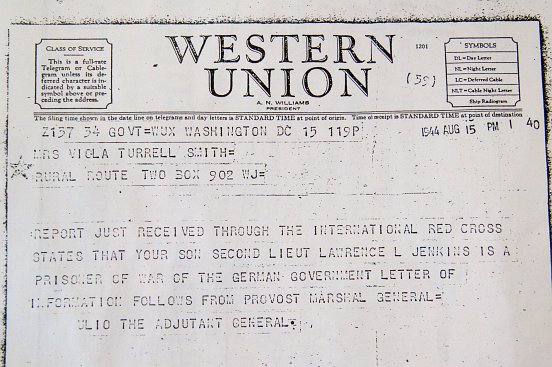 CLASS OF SERVICE
This is a full-rate
Telegram or Cable-
gram unless its de-
ferred character is in-
dicated by a suitable
symbol above or pre-
ceding the address.
WESTERN
UNION
A. N. WILLIAMS
PRESIDENT
1201
(59)
SYMBOLS
DL=Day Letter
NL=Night Letter
LC=Deferred Cable
NLT=Cable Night Letter
Ship Radiogram
The filing time shown in the date line on telegrams and day letters is STANDARD TIME at point of origin. Time of receipt is STANDARD TIME at point of destination
Z137 34 GOVT=WUX WASHINGTON DC 15 119P
1944 AUG 15 PM 1 40
MRS VIOLA TURRELL SMITH=
RURAL ROUTE TWO BOX 902 WJ=
REPORT JUST RECEIVED THROUGH THE INTERNATIONAL RED CROSS
STATES THAT YOUR SON SECOND LIEUT LAWRENCE L JENKINS IS A
PRISONER OF WAR OF THE GERMAN GOVERNMENT LETTER OF
INFORMATION FOLLOWS FROM PROVOST MARSHAL GENERAL=
ULIO THE ADJUTANT GENERAL.